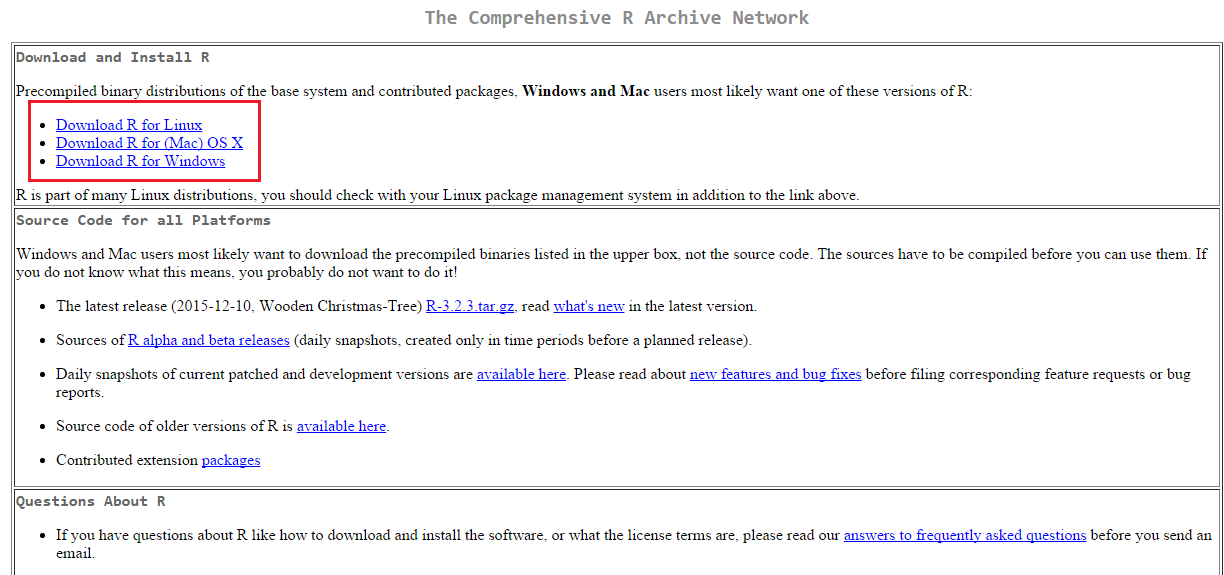 The Comprehensive R Archive Network
Download and Install R
Precompiled binary distributions of the base system and contributed packages, Windows and Mac users most likely want one of these versions of R:
Download R for Linux
Download R for (Mac) OS X
Download R for Windows
R is part of many Linux distributions, you should check with your Linux package management system in addition to the link above.
Source Code for all Platforms
Windows and Mac users most likely want to download the precompiled binaries listed in the upper box, not the source code. The sources have to be compiled before you can use them. If
you do not know what this means, you probably do not want to do it!
The latest release (2015-12-10, Wooden Christmas-Tree) R-3.2.3.tar.gz, read what's new in the latest version.
Sources of R alpha and beta releases (daily snapshots, created only in time periods before a planned release).
Daily snapshots of current patched and development versions are available here. Please read about new features and bug fixes before filing corresponding feature requests or bug
reports.
Source code of older versions of R is available here.
Contributed extension packages
Questions About R
If you have questions about R like how to download and install the software, or what the license terms are, please read our answers to frequently asked questions before you send an
email.